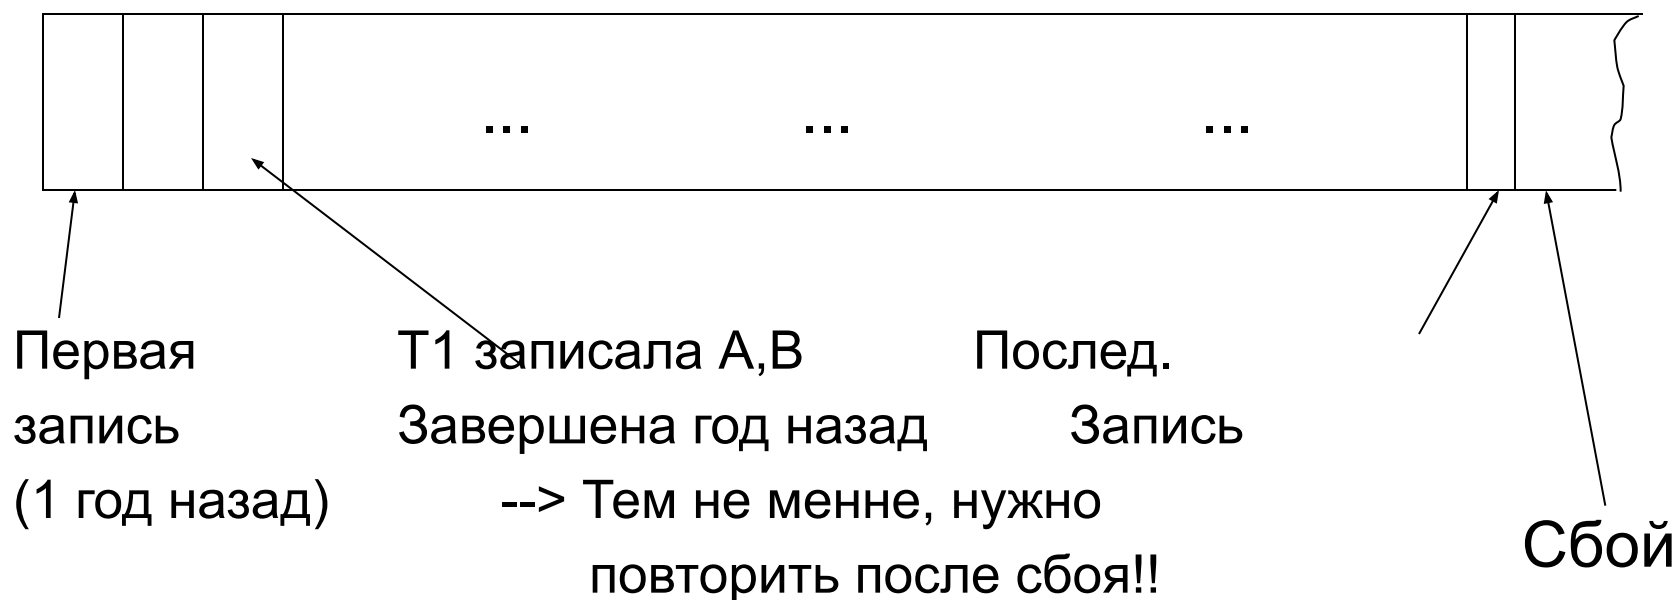 ... ... ...
Первая T1 записала A,B Послед.
запись Завершена год назад Запись
(1 год назад) --> Тем не менне, нужно
повторить после сбоя!!
Сбой